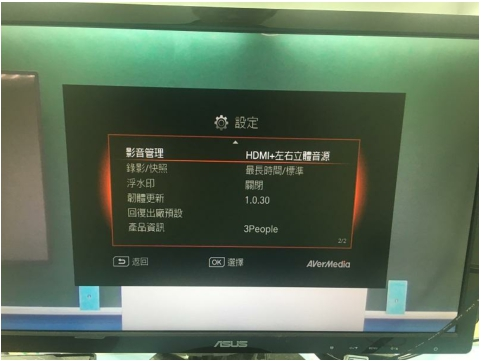 設定
影音管理 HDMI+左右立體音源
錄影/快照 最長時間/標準
浮水印 關閉
韌體更新 1.0.30
回復出廠預設
產品資訊 3People
2/2
返回 OK 選擇 AVerMedia
ASUS